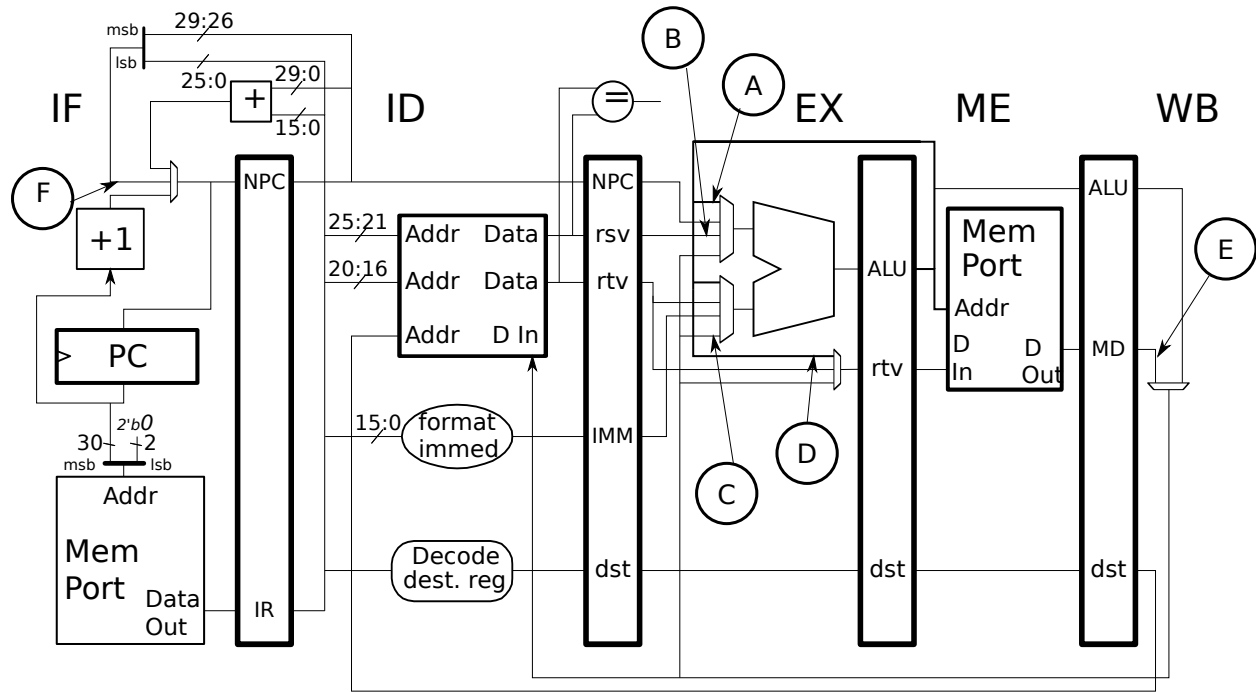 msb
29:26
lsb
25:0
29:0
+
15:0
IF
ID
=
EX
ME
WB
A
B
C
D
E
F
NPC
+1
PC
30
2'b0
2
msb
lsb
Addr
Mem
Port
Data
Out
IR
25:21
20:16
Addr
Data
Addr
Data
Addr
D In
15:0
format
immed
Decode
dest. reg
NPC
rsv
rtv
IMM
dst
ALU
rtv
dst
Mem
Port
Addr
D
In
D
Out
ALU
MD
dst